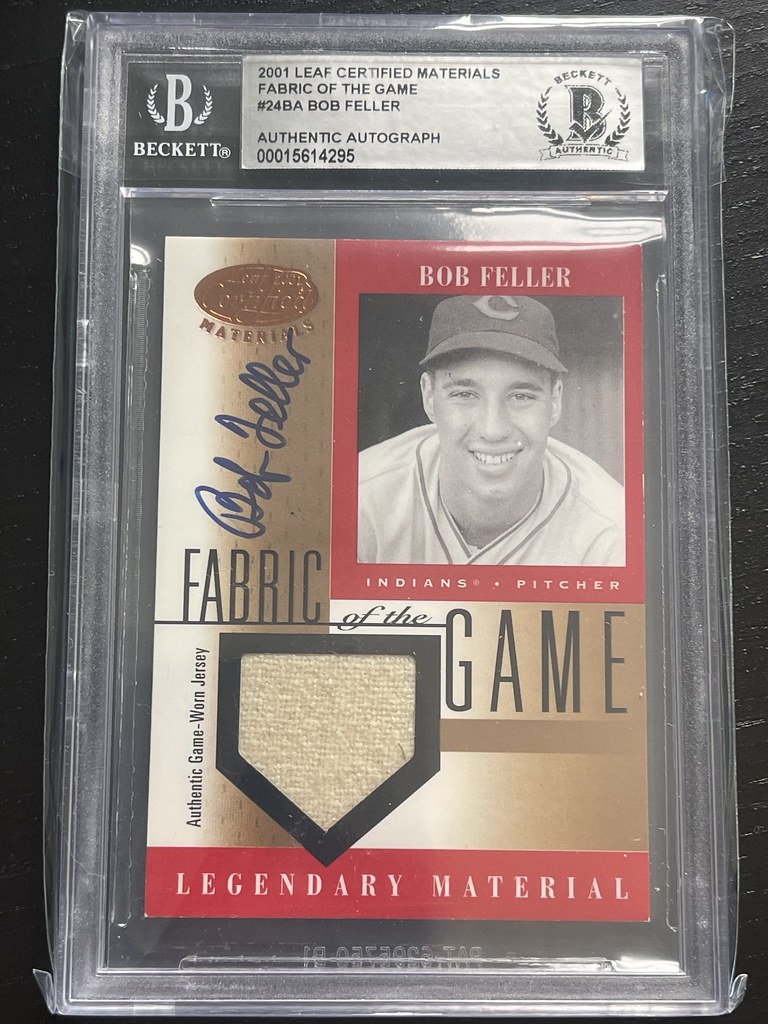 2001 LEAF CERTIFIED MATERIALS
FABRIC OF THE GAME
#24BA BOB FELLER
AUTHENTIC AUTOGRAPH
00015614295
B
BECKETT®
BECKETT
B
AUTHENTIC
Certified
MATERIALS
BOB FELLER
C
Bob Feller
INDIANS® • PITCHER
FABRIC of the GAME
Authentic Game-Worn Jersey
LEGENDARY MATERIAL